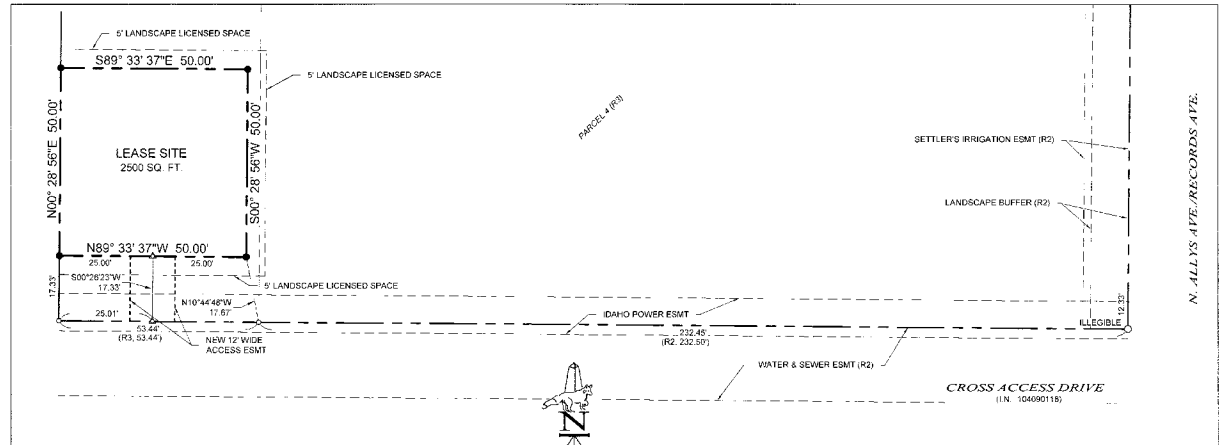 5' LANDSCAPE LICENSED SPACE
S89° 33' 37"E 50.00'
5' LANDSCAPE LICENSED SPACE
N00° 28' 56"E 50.00'
S00° 28' 56"W 50.00'
LEASE SITE
2500 SQ. FT.
PARCEL 4 (R3)
SETTLER'S IRRIGATION ESMT (R2)
LANDSCAPE BUFFER (R2)
N. ALLYS AVE./RECORDS AVE.
N89° 33' 37"W 50.00'
25.00'
25.00'
S00°26'23"W
17.33'
17.33'
5' LANDSCAPE LICENSED SPACE
N10°44'48"W
17.67'
25.01'
53.44'
(R3, 53.44')
NEW 12' WIDE
ACCESS ESMT
IDAHO POWER ESMT
232.45'
(R2. 232.50')
12.33'
ILLEGIBLE
WATER & SEWER ESMT (R2)
CROSS ACCESS DRIVE
(I.N. 104090118)
N